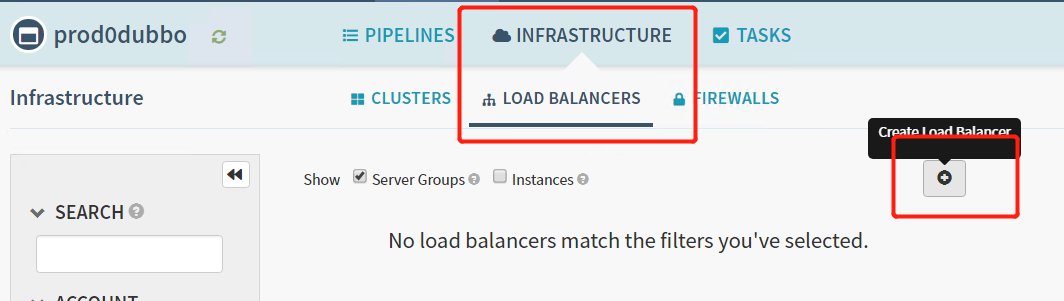 prod0dubbo PIPELINES INFRASTRUCTURE TASKS
Infrastructure CLUSTERS LOAD BALANCERS FIREWALLS
Create Load Balancer
Show Server Groups Instances
SEARCH
No load balancers match the filters you've selected.
ACCOUNT